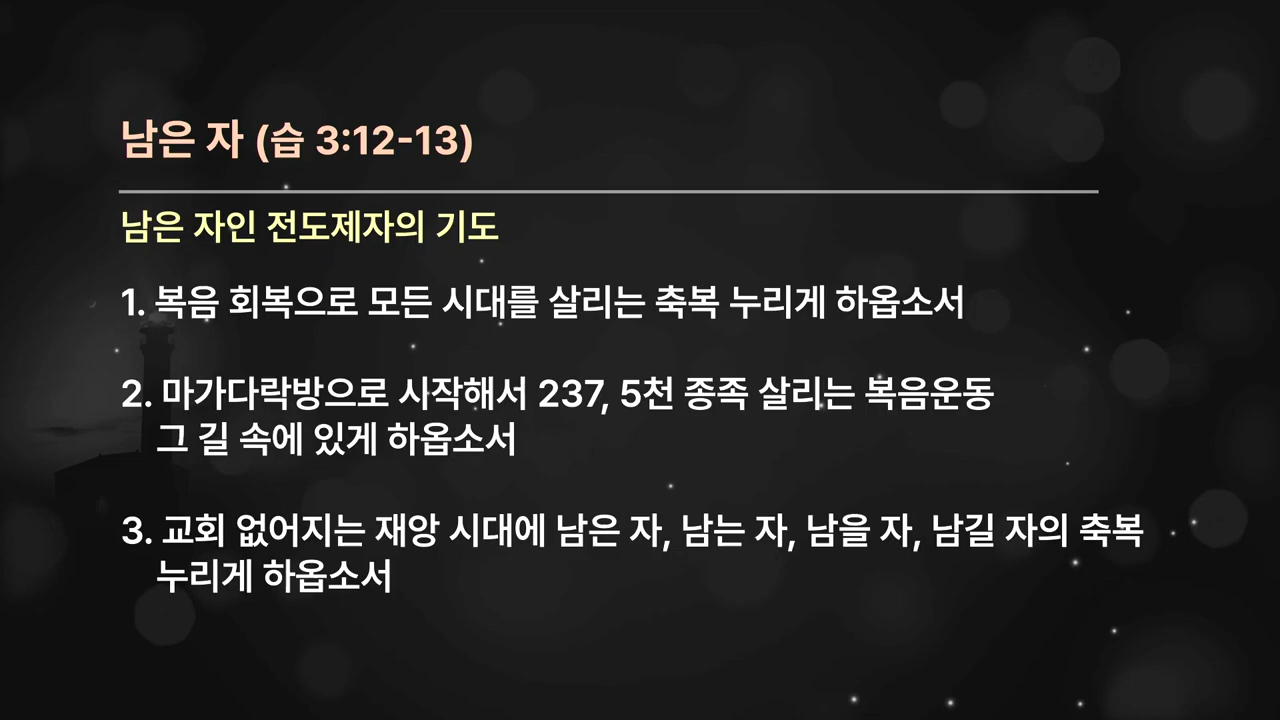 남은 자 (습 3:12-13)
남은 자인 전도제자의 기도
1. 복음 회복으로 모든 시대를 살리는 축복 누리게 하옵소서
2. 마가다락방으로 시작해서 237, 5천 종족 살리는 복음운동
그 길 속에 있게 하옵소서
3. 교회 없어지는 재앙 시대에 남은 자, 남는 자, 남을 자, 남길 자의 축복
누리게 하옵소서